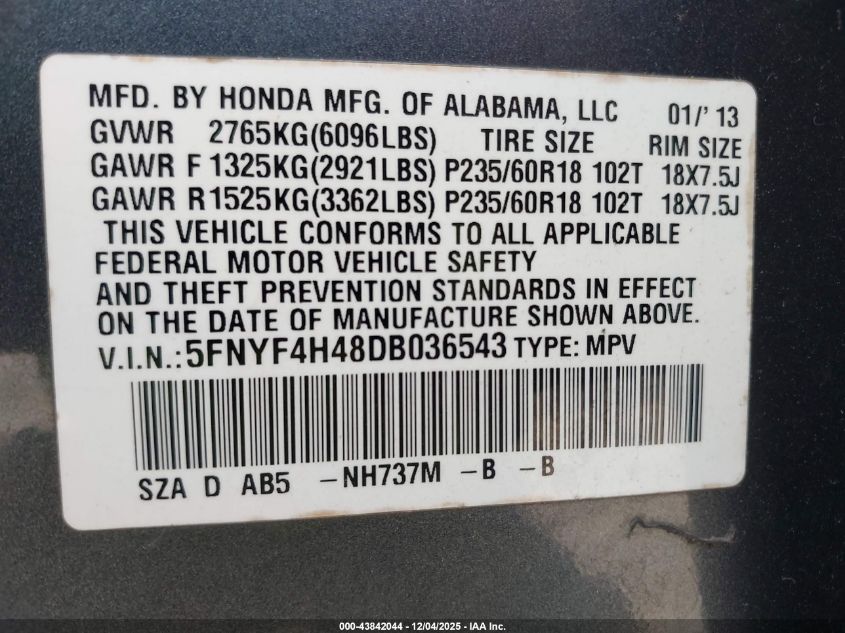 MFD. BY HONDA MFG. OF ALABAMA, LLC 01/'13
GVWR 2765KG(6096LBS) TIRE SIZE RIM SIZE
GAWR F 1325KG(2921LBS) P235/60R18 102T 18X7.5J
GAWR R1525KG(3362LBS) P235/60R18 102T 18X7.5J
THIS VEHICLE CONFORMS TO ALL APPLICABLE
FEDERAL MOTOR VEHICLE SAFETY
AND THEFT PREVENTION STANDARDS IN EFFECT
ON THE DATE OF MANUFACTURE SHOWN ABOVE.
V.I.N.:5FNYF4H48DB036543 TYPE: MPV
SZA D AB5 -NH737M -B -B
000-43842044 - 12/04/2025 - IAA Inc.